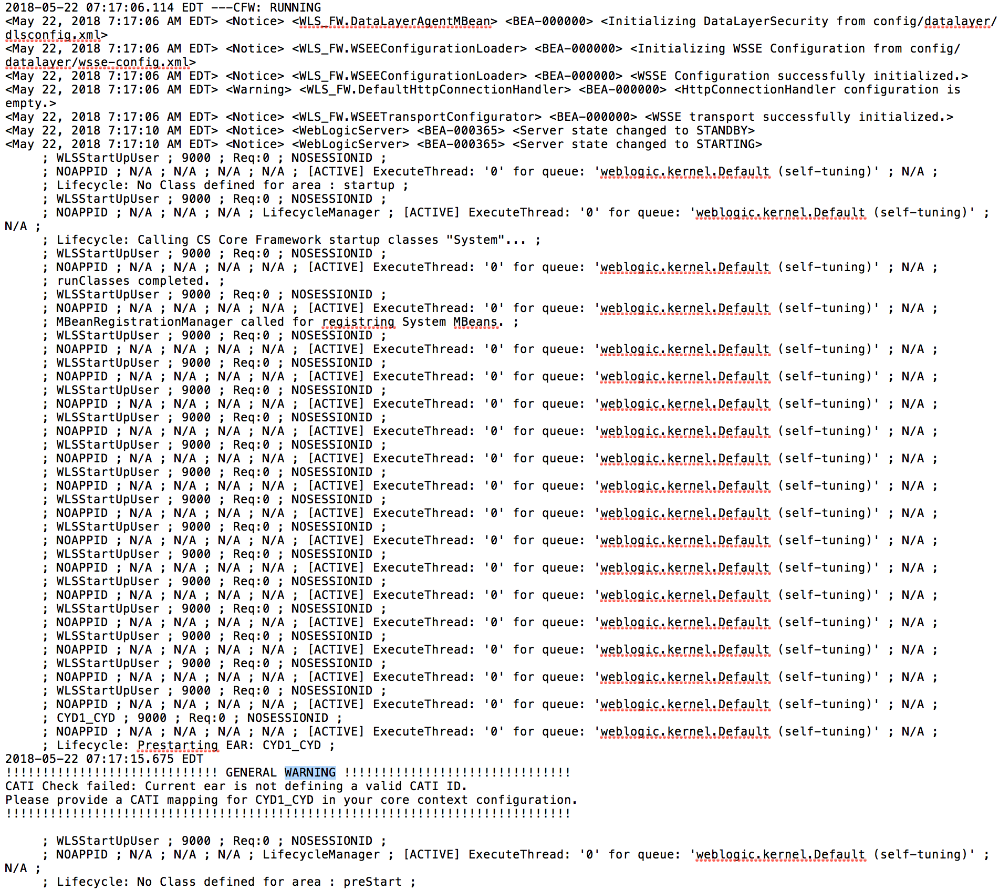 2018-05-22 07:17:06.114 EDT ---CFW: RUNNING
<May 22, 2018 7:17:06 AM EDT> <Notice> <WLS_FW.DataLayerAgentMBean> <BEA-000000> <Initializing DataLayerSecurity from config/datalayer/
dlsconfig.xml>
<May 22, 2018 7:17:06 AM EDT> <Notice> <WLS_FW.WSEEConfigurationLoader> <BEA-000000> <Initializing WSSE Configuration from config/
datalayer/wsse-config.xml>
<May 22, 2018 7:17:06 AM EDT> <Notice> <WLS_FW.WSEEConfigurationLoader> <BEA-000000> <WSSE Configuration successfully initialized.>
<May 22, 2018 7:17:06 AM EDT> <Warning> <WLS_FW.DefaultHttpConnectionHandler> <BEA-000000> <HttpConnectionHandler configuration is
empty.>
<May 22, 2018 7:17:06 AM EDT> <Notice> <WLS_FW.WSEETransportConfigurator> <BEA-000000> <WSSE transport successfully initialized.>
<May 22, 2018 7:17:10 AM EDT> <Notice> <WebLogicServer> <BEA-000365> <Server state changed to STANDBY>
<May 22, 2018 7:17:10 AM EDT> <Notice> <WebLogicServer> <BEA-000365> <Server state changed to STARTING>
; WLSStartUpUser ; 9000 ; Req:0 ; NOSESSIONID ;
; NOAPPID ; N/A ; N/A ; N/A ; N/A ; [ACTIVE] ExecuteThread: '0' for queue: 'weblogic.kernel.Default (self-tuning)' ; N/A ;
; Lifecycle: No Class defined for area : startup ;
; WLSStartUpUser ; 9000 ; Req:0 ; NOSESSIONID ;
; NOAPPID ; N/A ; N/A ; N/A ; LifecycleManager ; [ACTIVE] ExecuteThread: '0' for queue: 'weblogic.kernel.Default (self-tuning)' ;
N/A ;
; Lifecycle: Calling CS Core Framework startup classes "System"... ;
; WLSStartUpUser ; 9000 ; Req:0 ; NOSESSIONID ;
; NOAPPID ; N/A ; N/A ; N/A ; N/A ; [ACTIVE] ExecuteThread: '0' for queue: 'weblogic.kernel.Default (self-tuning)' ; N/A ;
; runClasses completed. ;
; WLSStartUpUser ; 9000 ; Req:0 ; NOSESSIONID ;
; NOAPPID ; N/A ; N/A ; N/A ; N/A ; [ACTIVE] ExecuteThread: '0' for queue: 'weblogic.kernel.Default (self-tuning)' ; N/A ;
; MBeanRegistrationManager called for registring System MBeans. ;
; WLSStartUpUser ; 9000 ; Req:0 ; NOSESSIONID ;
; NOAPPID ; N/A ; N/A ; N/A ; N/A ; [ACTIVE] ExecuteThread: '0' for queue: 'weblogic.kernel.Default (self-tuning)' ; N/A ;
; WLSStartUpUser ; 9000 ; Req:0 ; NOSESSIONID ;
; NOAPPID ; N/A ; N/A ; N/A ; N/A ; [ACTIVE] ExecuteThread: '0' for queue: 'weblogic.kernel.Default (self-tuning)' ; N/A ;
; WLSStartUpUser ; 9000 ; Req:0 ; NOSESSIONID ;
; NOAPPID ; N/A ; N/A ; N/A ; N/A ; [ACTIVE] ExecuteThread: '0' for queue: 'weblogic.kernel.Default (self-tuning)' ; N/A ;
; WLSStartUpUser ; 9000 ; Req:0 ; NOSESSIONID ;
; NOAPPID ; N/A ; N/A ; N/A ; N/A ; [ACTIVE] ExecuteThread: '0' for queue: 'weblogic.kernel.Default (self-tuning)' ; N/A ;
; WLSStartUpUser ; 9000 ; Req:0 ; NOSESSIONID ;
; NOAPPID ; N/A ; N/A ; N/A ; N/A ; [ACTIVE] ExecuteThread: '0' for queue: 'weblogic.kernel.Default (self-tuning)' ; N/A ;
; WLSStartUpUser ; 9000 ; Req:0 ; NOSESSIONID ;
; NOAPPID ; N/A ; N/A ; N/A ; N/A ; [ACTIVE] ExecuteThread: '0' for queue: 'weblogic.kernel.Default (self-tuning)' ; N/A ;
; WLSStartUpUser ; 9000 ; Req:0 ; NOSESSIONID ;
; NOAPPID ; N/A ; N/A ; N/A ; N/A ; [ACTIVE] ExecuteThread: '0' for queue: 'weblogic.kernel.Default (self-tuning)' ; N/A ;
; WLSStartUpUser ; 9000 ; Req:0 ; NOSESSIONID ;
; NOAPPID ; N/A ; N/A ; N/A ; N/A ; [ACTIVE] ExecuteThread: '0' for queue: 'weblogic.kernel.Default (self-tuning)' ; N/A ;
; WLSStartUpUser ; 9000 ; Req:0 ; NOSESSIONID ;
; NOAPPID ; N/A ; N/A ; N/A ; N/A ; [ACTIVE] ExecuteThread: '0' for queue: 'weblogic.kernel.Default (self-tuning)' ; N/A ;
; WLSStartUpUser ; 9000 ; Req:0 ; NOSESSIONID ;
; NOAPPID ; N/A ; N/A ; N/A ; N/A ; [ACTIVE] ExecuteThread: '0' for queue: 'weblogic.kernel.Default (self-tuning)' ; N/A ;
; WLSStartUpUser ; 9000 ; Req:0 ; NOSESSIONID ;
; NOAPPID ; N/A ; N/A ; N/A ; N/A ; [ACTIVE] ExecuteThread: '0' for queue: 'weblogic.kernel.Default (self-tuning)' ; N/A ;
; WLSStartUpUser ; 9000 ; Req:0 ; NOSESSIONID ;
; NOAPPID ; N/A ; N/A ; N/A ; N/A ; [ACTIVE] ExecuteThread: '0' for queue: 'weblogic.kernel.Default (self-tuning)' ; N/A ;
; WLSStartUpUser ; 9000 ; Req:0 ; NOSESSIONID ;
; NOAPPID ; N/A ; N/A ; N/A ; N/A ; [ACTIVE] ExecuteThread: '0' for queue: 'weblogic.kernel.Default (self-tuning)' ; N/A ;
; WLSStartUpUser ; 9000 ; Req:0 ; NOSESSIONID ;
; NOAPPID ; N/A ; N/A ; N/A ; N/A ; [ACTIVE] ExecuteThread: '0' for queue: 'weblogic.kernel.Default (self-tuning)' ; N/A ;
; CYD1_CYD ; 9000 ; Req:0 ; NOSESSIONID ;
; NOAPPID ; N/A ; N/A ; N/A ; N/A ; [ACTIVE] ExecuteThread: '0' for queue: 'weblogic.kernel.Default (self-tuning)' ; N/A ;
; Lifecycle: Prestarting EAR: CYD1_CYD ;
2018-05-22 07:17:15.675 EDT
!!!!!!!!!!!!!!!!!!!!!!!!!!!!! GENERAL WARNING !!!!!!!!!!!!!!!!!!!!!!!!!!!!!!!
CATI Check failed: Current ear is not defining a valid CATI ID.
Please provide a CATI mapping for CYD1_CYD in your core context configuration.
!!!!!!!!!!!!!!!!!!!!!!!!!!!!!!!!!!!!!!!!!!!!!!!!!!!!!!!!!!!!!!!!!!!!!!!!!!!!!
; WLSStartUpUser ; 9000 ; Req:0 ; NOSESSIONID ;
; NOAPPID ; N/A ; N/A ; N/A ; LifecycleManager ; [ACTIVE] ExecuteThread: '0' for queue: 'weblogic.kernel.Default (self-tuning)' ;
N/A ;
; Lifecycle: No Class defined for area : preStart ;